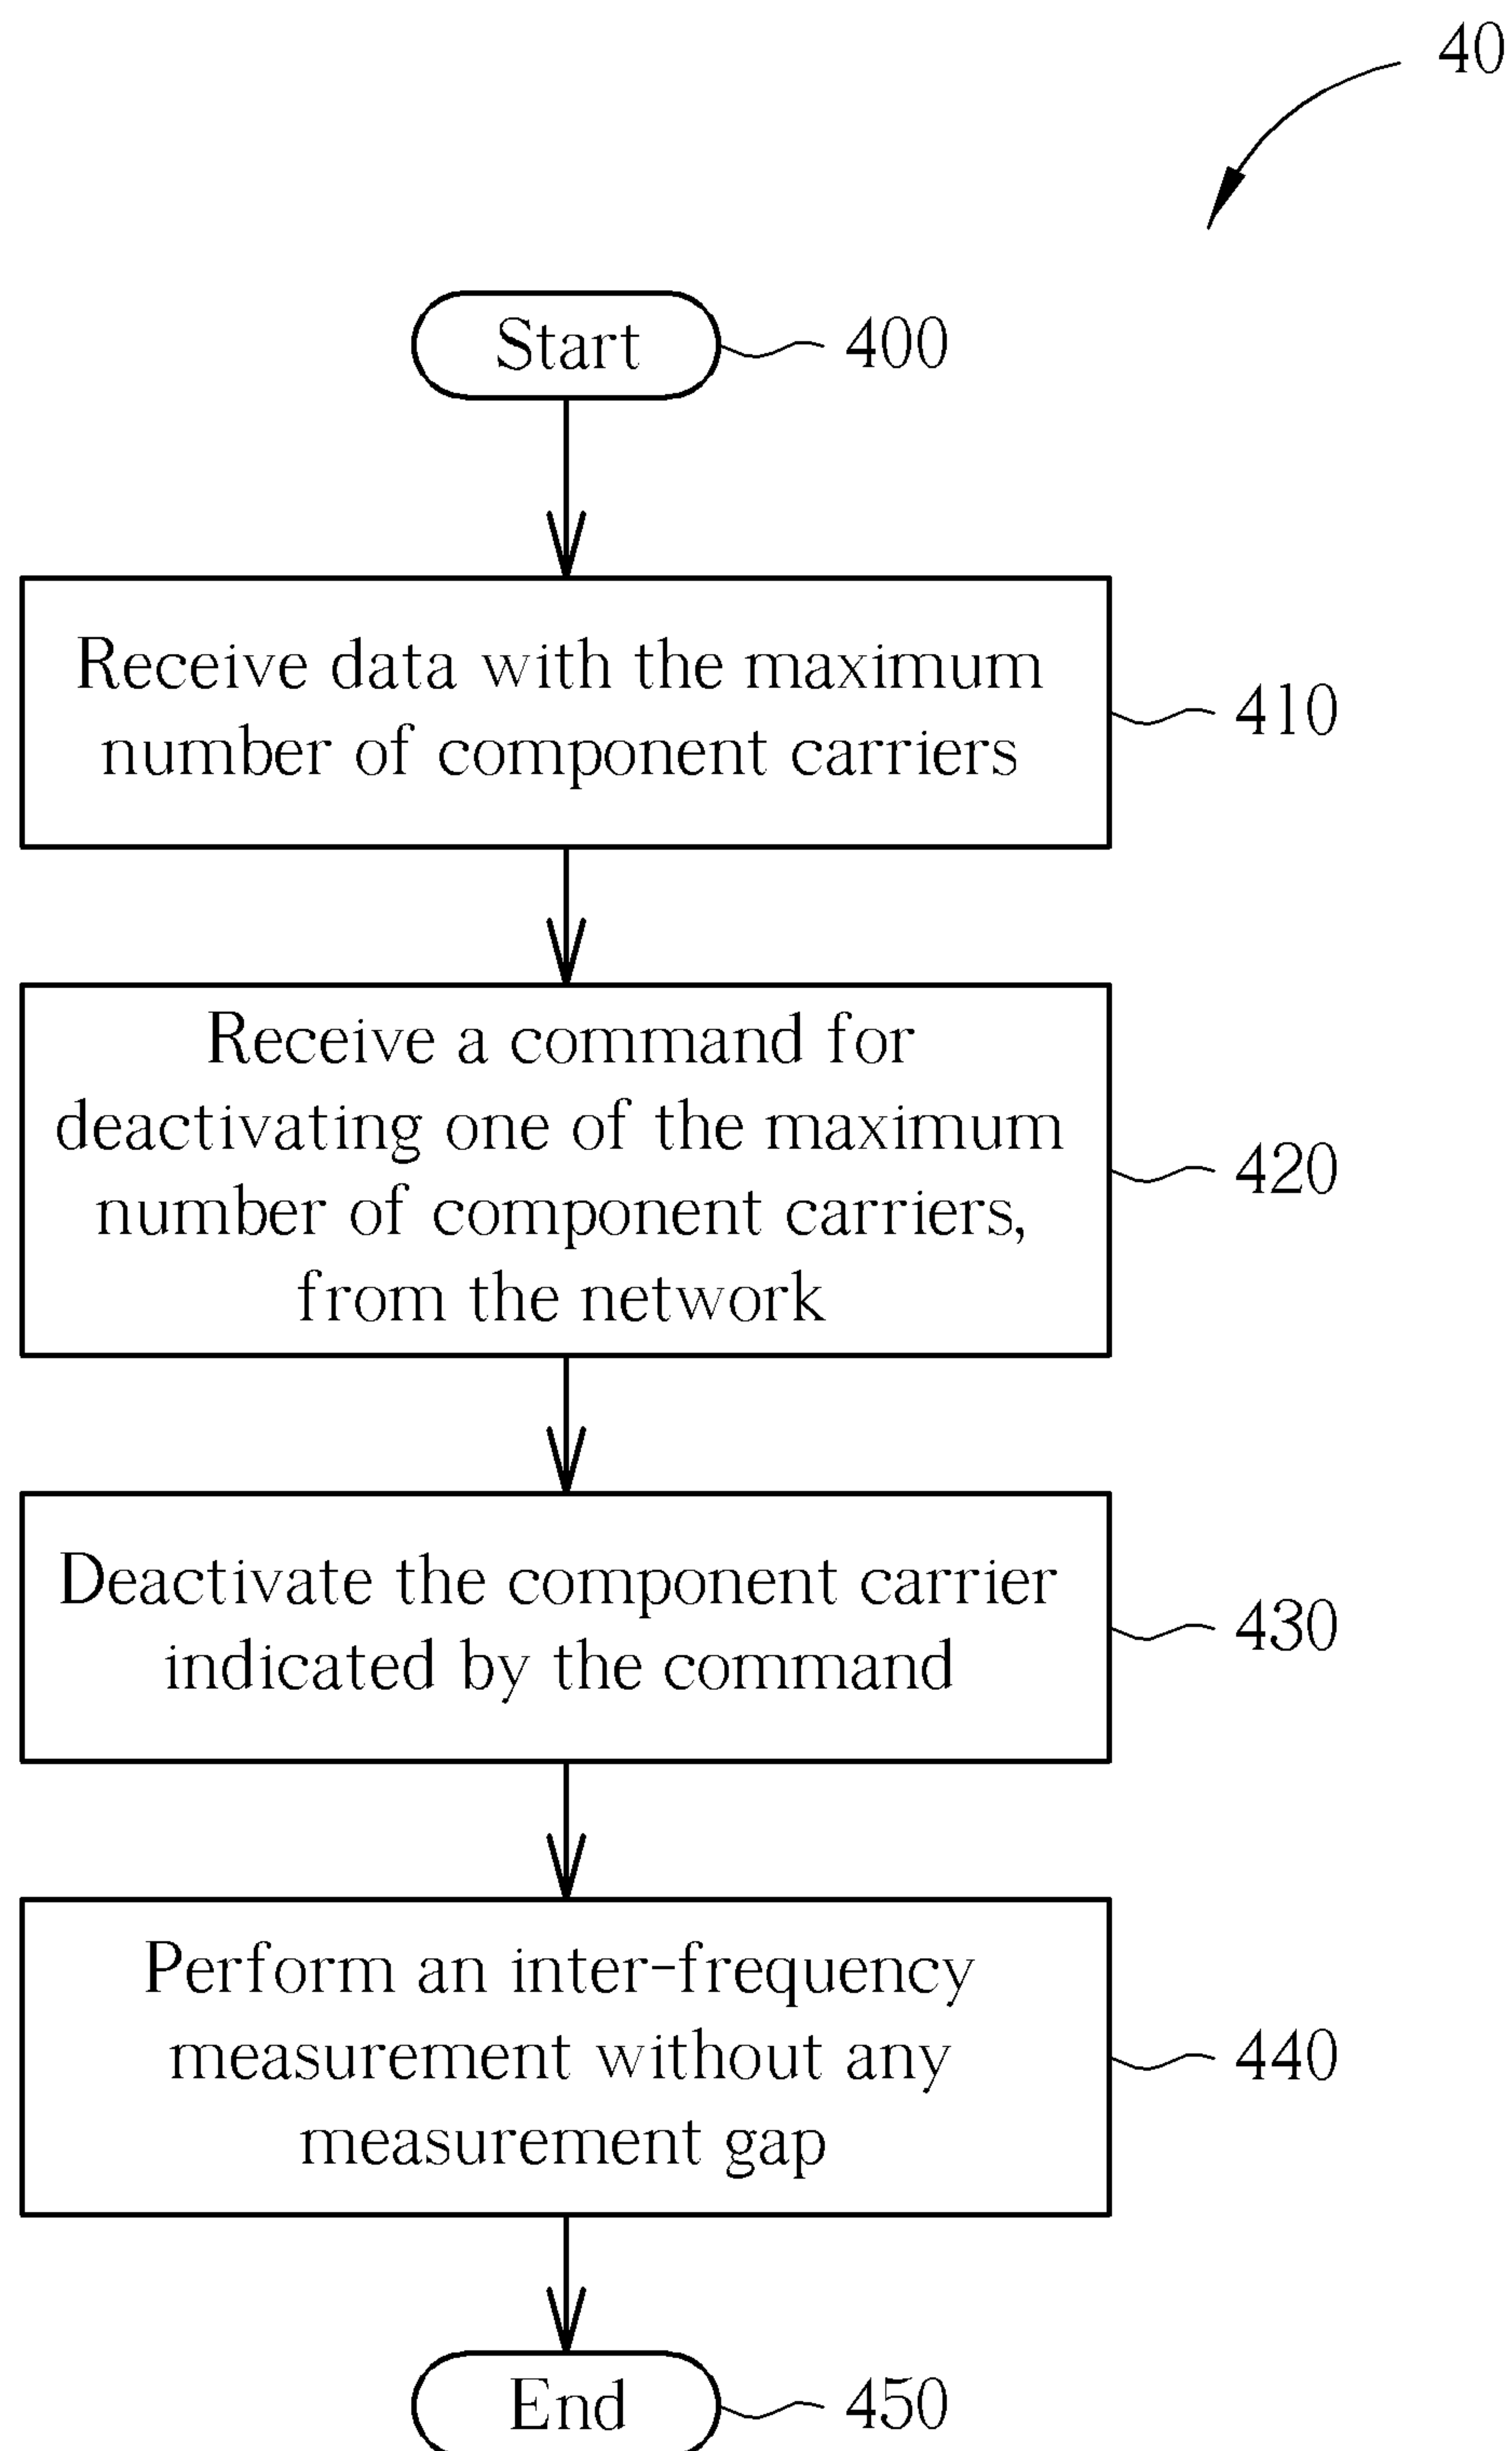 40
Start
400
Receive data with the maximum
number of component carriers
410
Receive a command for
deactivating one of the maximum
number of component carriers,
from the network
420
Deactivate the component carrier
indicated by the command
430
Perform an inter-frequency
measurement without any
measurement gap
440
End
450